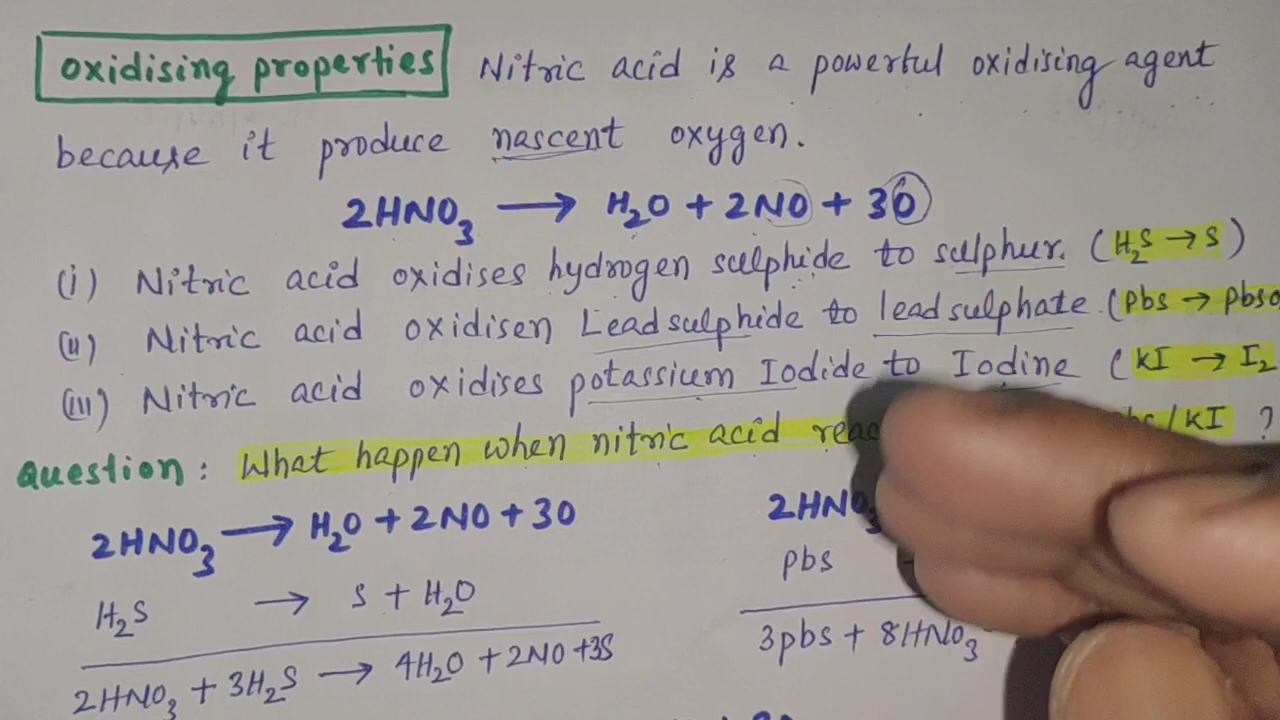 oxidising properties Nitric acid is a powerful oxidising agent
because it produce nascent oxygen.
2HNO₃ → H₂O + 2NO + 3O
(i) Nitric acid oxidises hydrogen sulphide to sulphur. (H₂S → S)
(ii) Nitric acid oxidisen Lead sulphide to lead sulphate. (pbs → pbso
(iii) Nitric acid oxidises potassium Iodide to Iodine (KI → I₂
Question: What happen when nitric acid /KI ?
2HNO₃ → H₂O + 2NO + 3O
2HNO₃
H₂S → S + H₂O
pbs
2HNO₃ + 3H₂S → 4H₂O + 2NO + 3S
3pbs + 8HNO₃